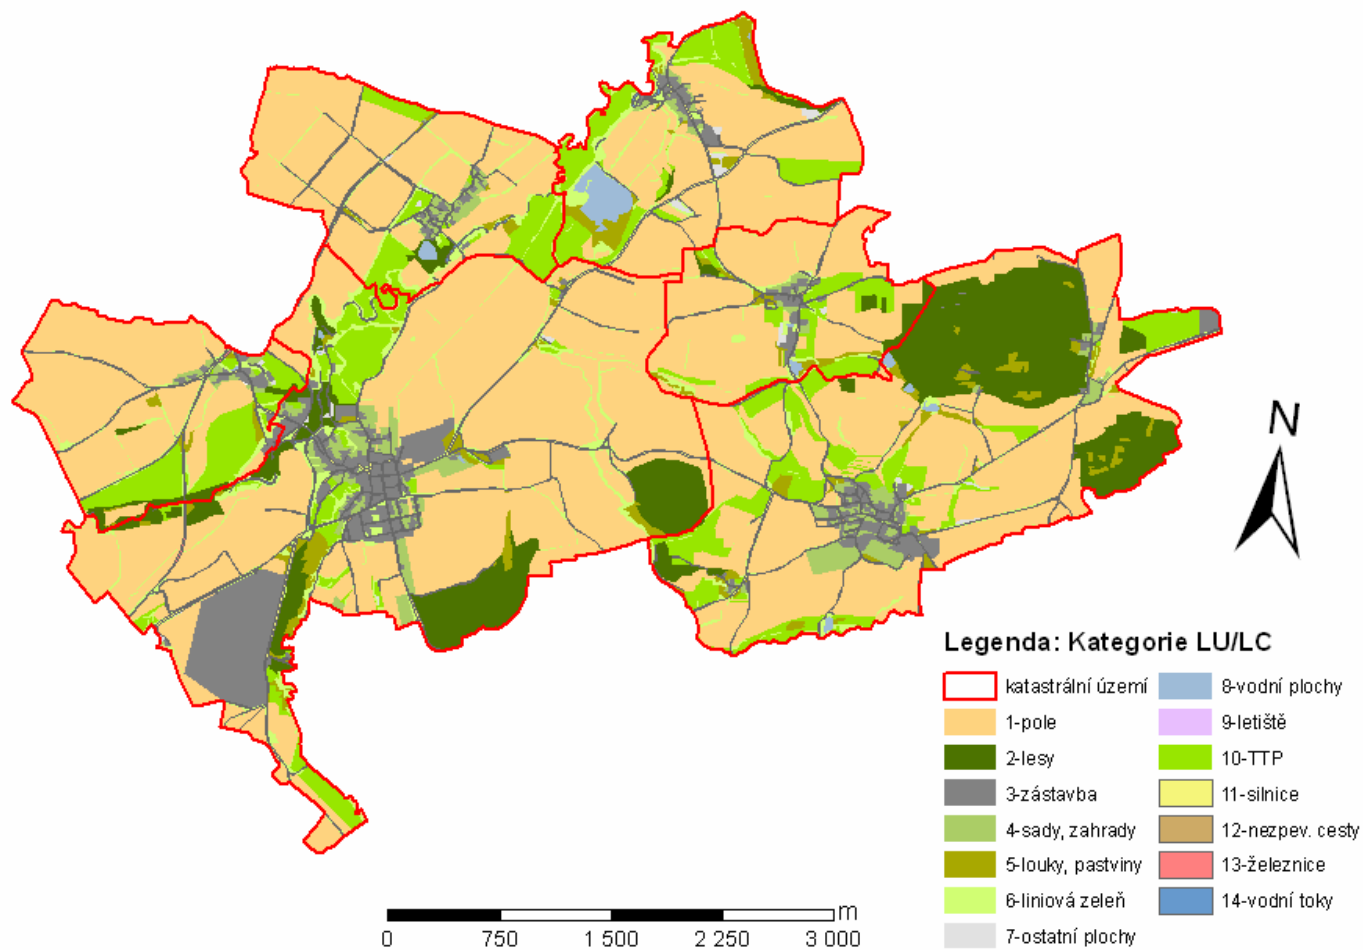 N
Legenda: Kategorie LU/LC
katastrální území
1-pole
2-lesy
3-zástavba
4-sady, zahrady
5-louky, pastviny
6-liniová zeleň
7-ostatní plochy
8-vodní plochy
9-letiště
10-TTP
11-silnice
12-nezpev. cesty
13-železnice
14-vodní toky
m
0 750 1 500 2 250 3 000